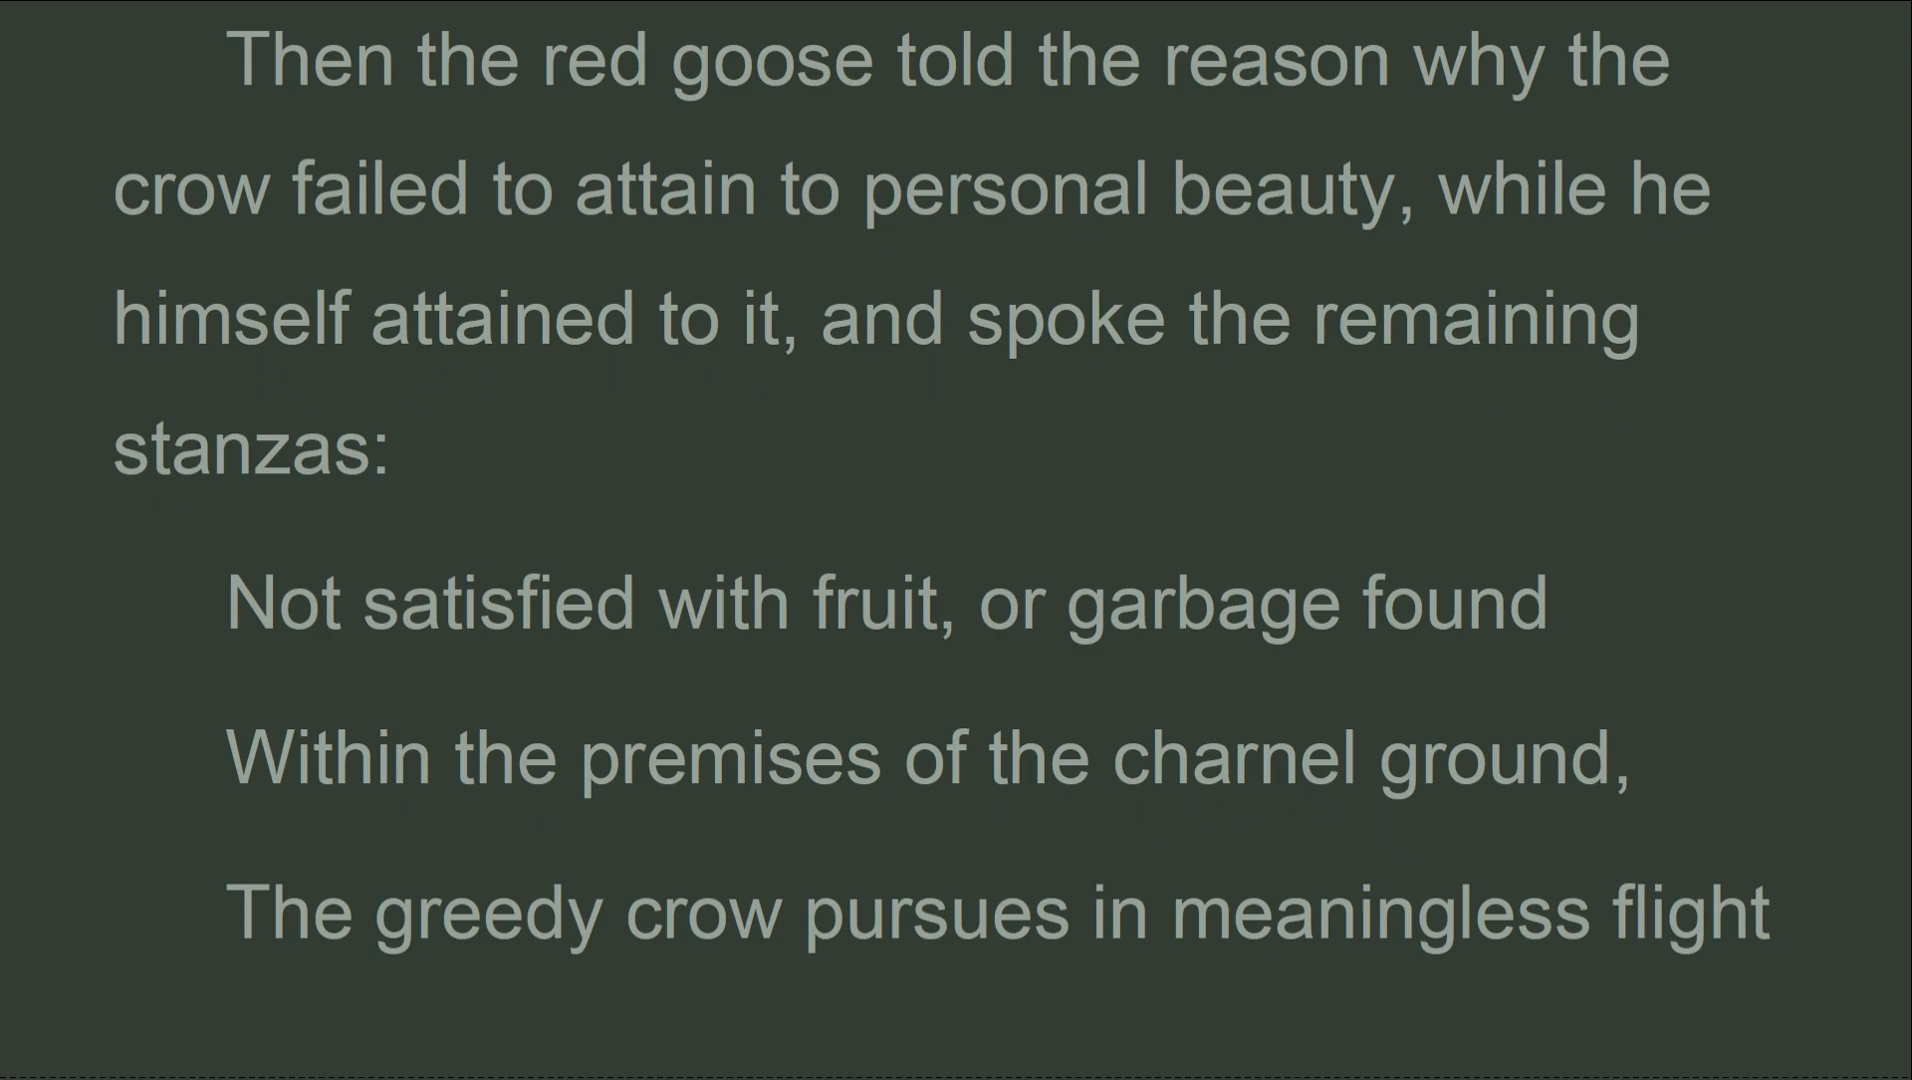 Then the red goose told the reason why the
crow failed to attain to personal beauty, while he
himself attained to it, and spoke the remaining
stanzas:
Not satisfied with fruit, or garbage found
Within the premises of the charnel ground,
The greedy crow pursues in meaningless flight